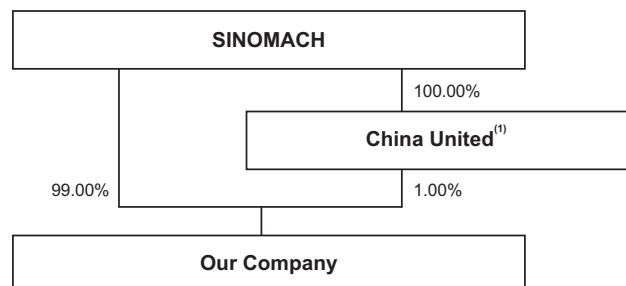 SINOMACH
100.00%
China United(1)
99.00%
1.00%
Our Company